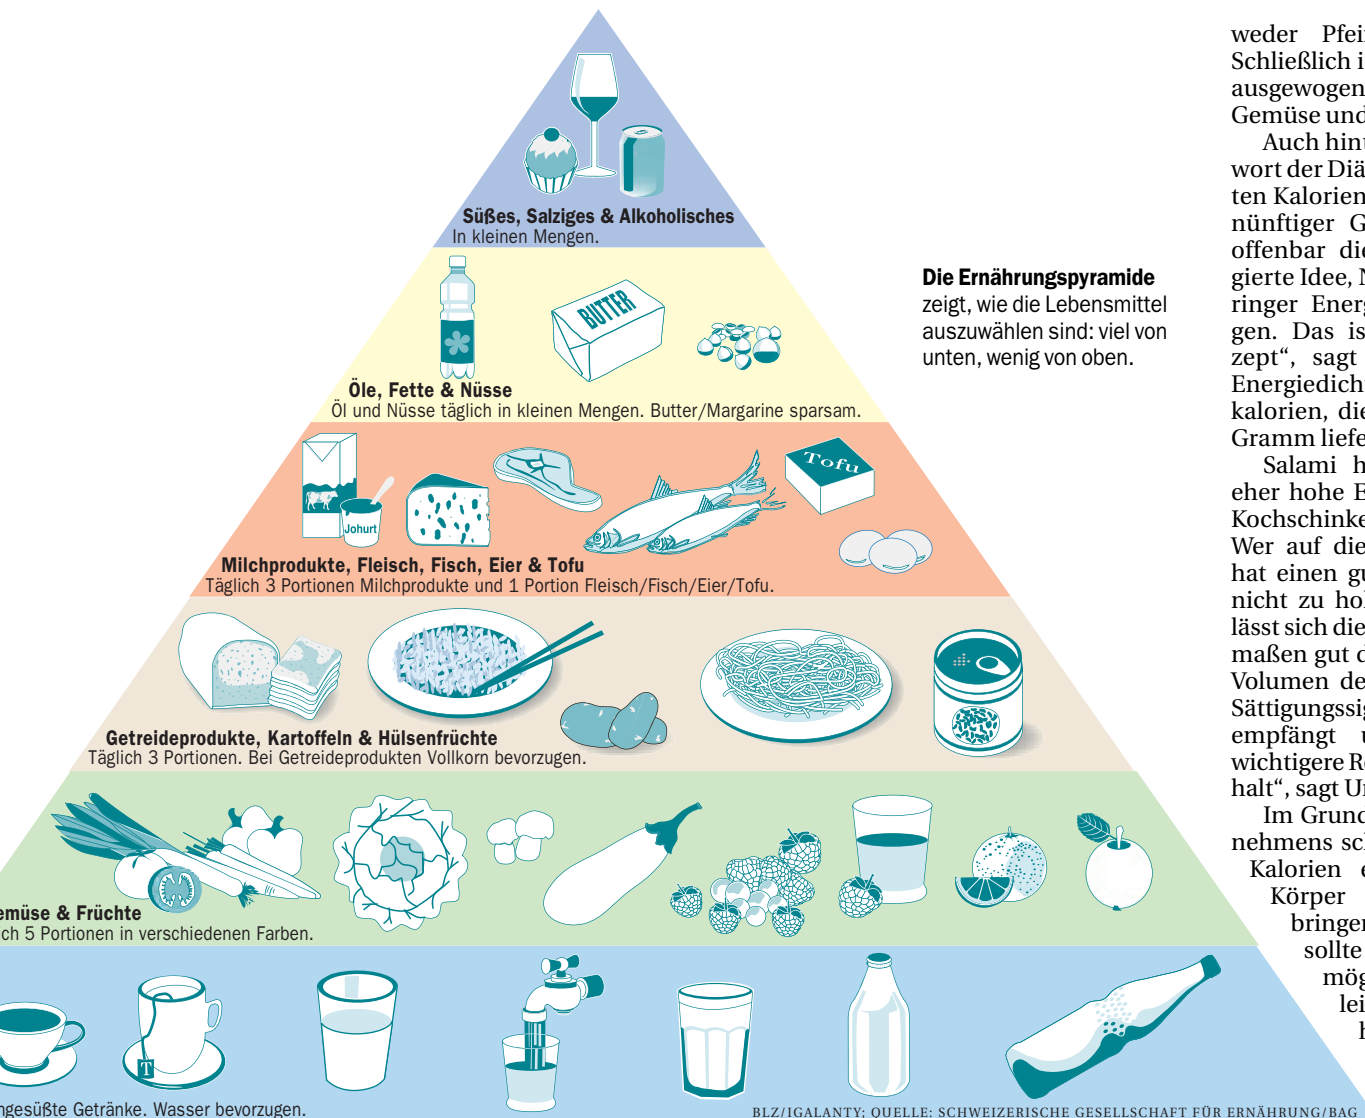 Süßes, Salziges & Alkoholisches
In kleinen Mengen.
BUTTER
Öle, Fette & Nüsse
Öl und Nüsse täglich in kleinen Mengen. Butter/Margarine sparsam.
Johurt
Tofu
Milchprodukte, Fleisch, Fisch, Eier & Tofu
Täglich 3 Portionen Milchprodukte und 1 Portion Fleisch/Fisch/Eier/Tofu.
Getreideprodukte, Kartoffeln & Hülsenfrüchte
Täglich 3 Portionen. Bei Getreideprodukten Vollkorn bevorzugen.
emüse & Früchte
ch 5 Portionen in verschiedenen Farben.
T
ngesüßte Getränke. Wasser bevorzugen.
Die Ernährungspyramide
zeigt, wie die Lebensmittel
auszuwählen sind: viel von
unten, wenig von oben.
BLZ/IGALANTY; QUELLE: SCHWEIZERISCHE GESELLSCHAFT FÜR ERNÄHRUNG/BAG
weder Pfei
Schließlich i
ausgewogen
Gemüse und
Auch hint
wort der Diä
ten Kalorien
nünftiger G
offenbar die
gierte Idee, N
ringer Energ
gen. Das is
zept“, sagt
Energiedich
kalorien, die
Gramm liefe
Salami h
eher hohe E
Kochschinke
Wer auf die
hat einen gu
nicht zu hol
lässt sich die
maßen gut d
Volumen de
Sättigungssig
empfängt u
wichtigere Ro
halt“, sagt Un
Im Grund
nehmens scl
Kalorien e
Körper
bringer
sollte
mög
lei
h